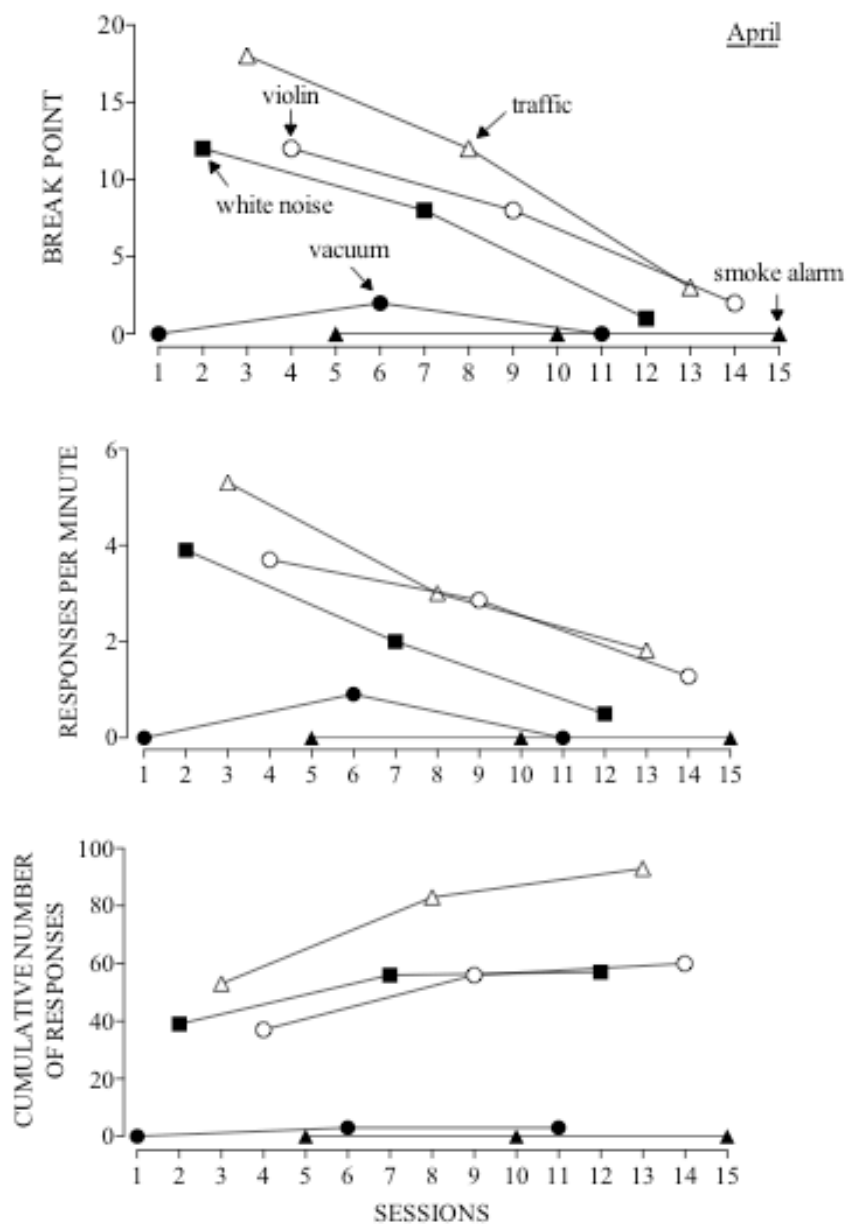 April
20
15
10
5
0
BREAK POINT
violin
traffic
white noise
vacuum
smoke alarm
1 2 3 4 5 6 7 8 9 10 11 12 13 14 15
6
4
2
0
RESPONSES PER MINUTE
1 2 3 4 5 6 7 8 9 10 11 12 13 14 15
100
80
60
40
20
0
CUMULATIVE NUMBER
OF RESPONSES
1 2 3 4 5 6 7 8 9 10 11 12 13 14 15
SESSIONS